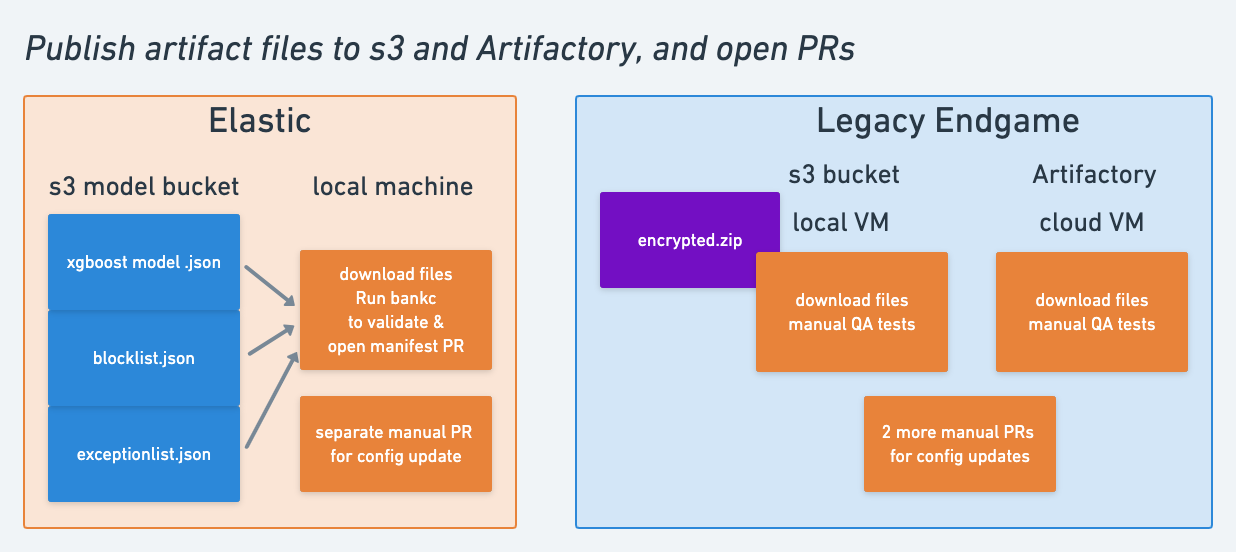 Publish artifact files to s3 and Artifactory, and open PRs
Elastic
s3 model bucket
local machine
xgboost model .json
blocklist.json
exceptionlist.json
download files
Run bankc
to validate &
open manifest PR
separate manual PR
for config update
Legacy Endgame
s3 bucket
Artifactory
encrypted.zip
local VM
cloud VM
download files
manual QA tests
download files
manual QA tests
2 more manual PRs
for config updates